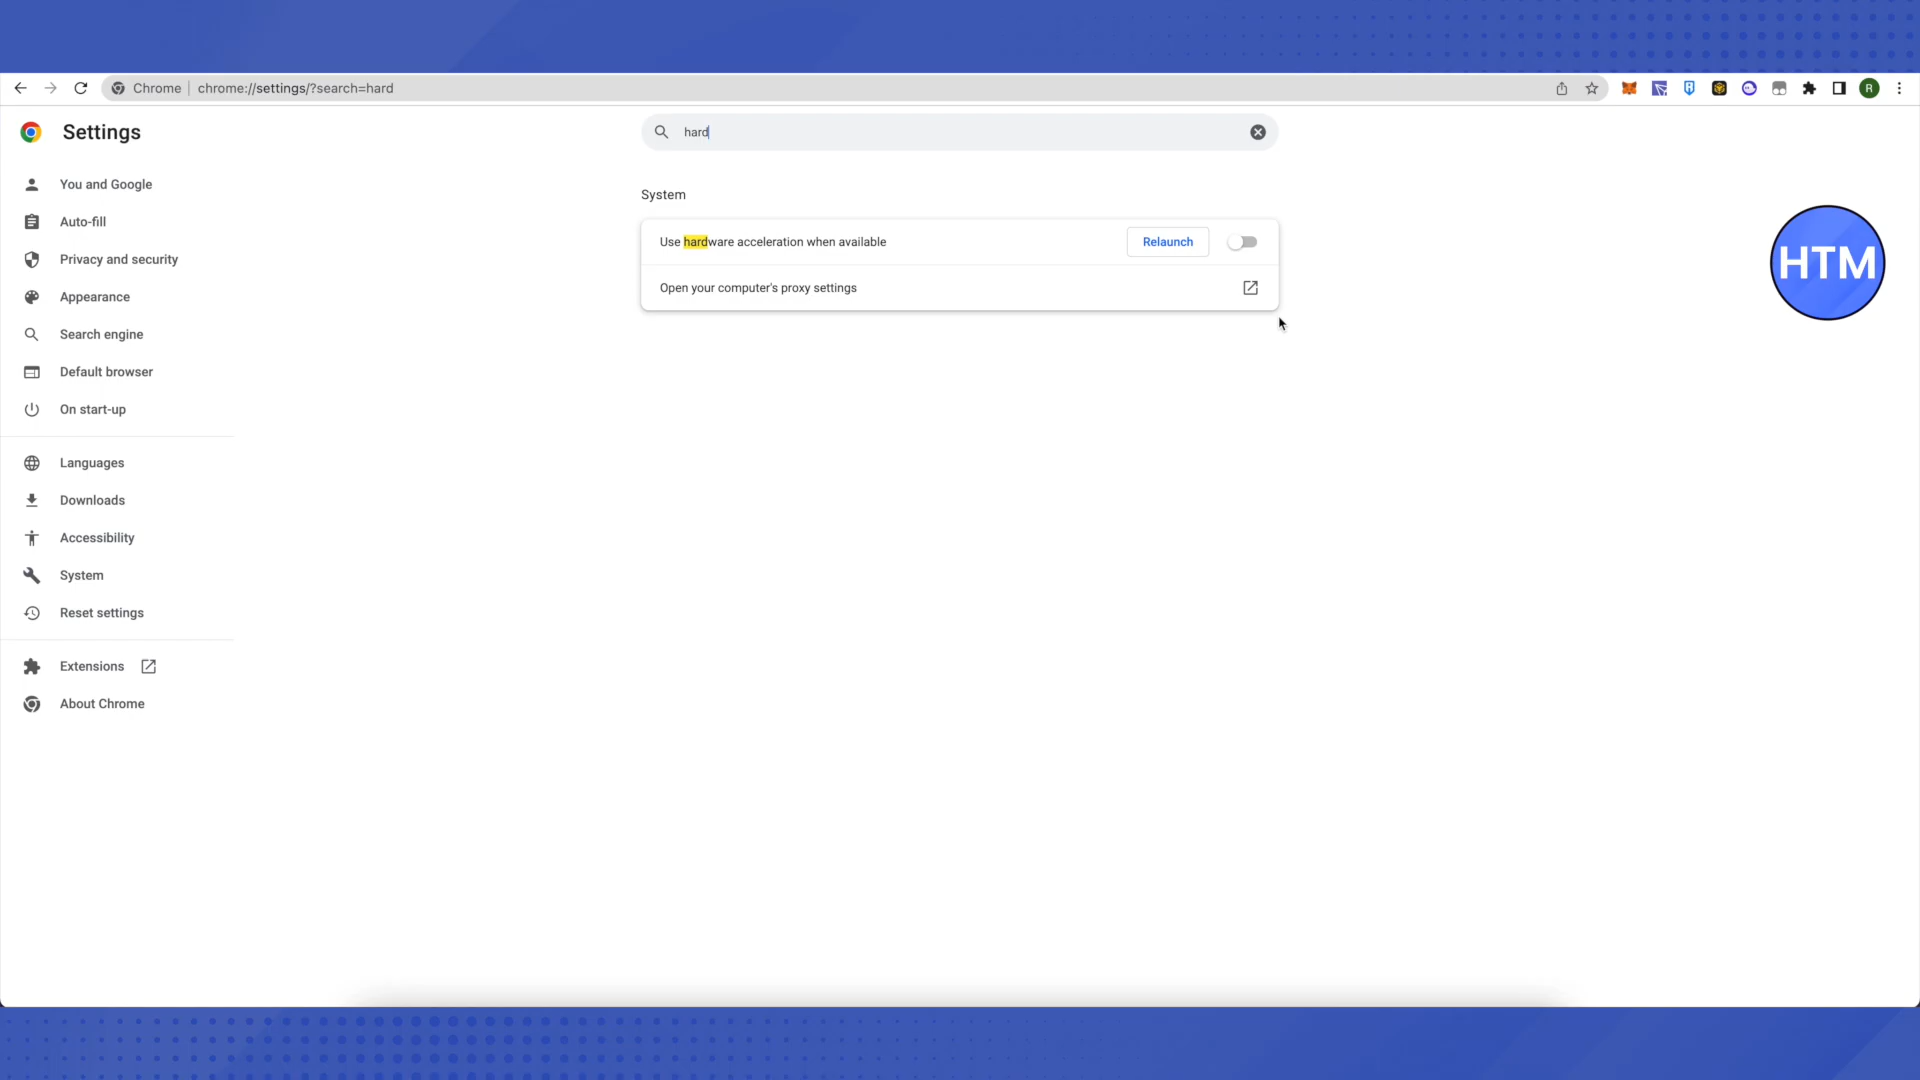 Chrome chrome://settings/?search=hard
R
Settings
hard
You and Google
Auto-fill
Privacy and security
Appearance
Search engine
Default browser
On start-up
Languages
Downloads
Accessibility
System
Reset settings
Extensions
About Chrome
System
Use hardware acceleration when available Relaunch
Open your computer's proxy settings
HTM